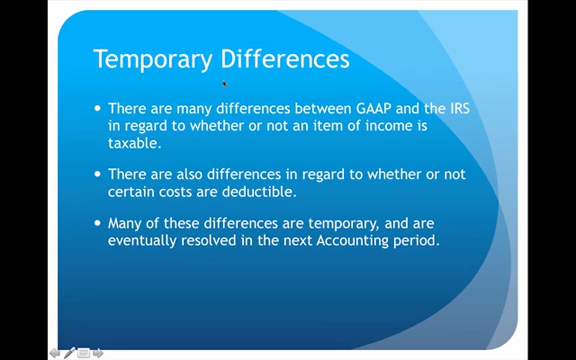 Temporary Differences
• There are many differences between GAAP and the IRS
in regard to whether or not an item of income is
taxable.
• There are also differences in regard to whether or not
certain costs are deductible.
• Many of these differences are temporary, and are
eventually resolved in the next Accounting period.